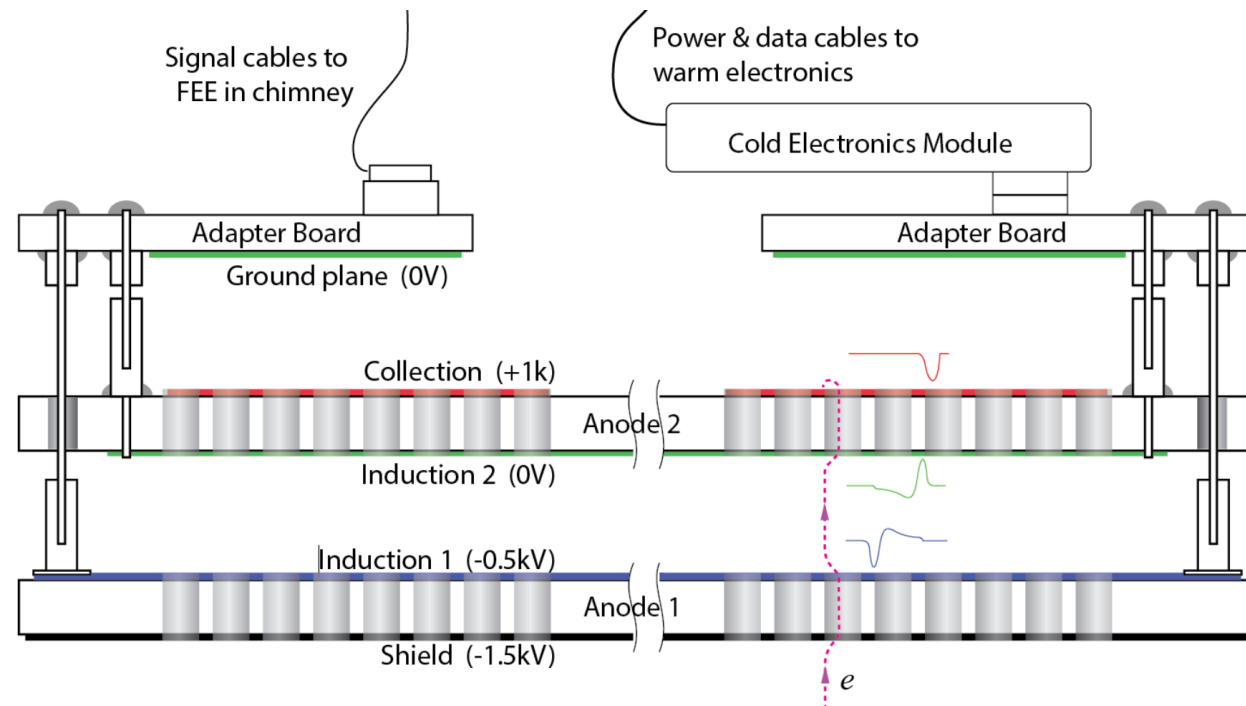 Signal cables to
FEE in chimney
Power & data cables to
warm electronics
Cold Electronics Module
Adapter Board
Adapter Board
Ground plane (0V)
Collection (+1k)
Anode 2
Induction 2 (0V)
Induction 1 (-0.5kV)
Anode 1
Shield (-1.5kV)
e